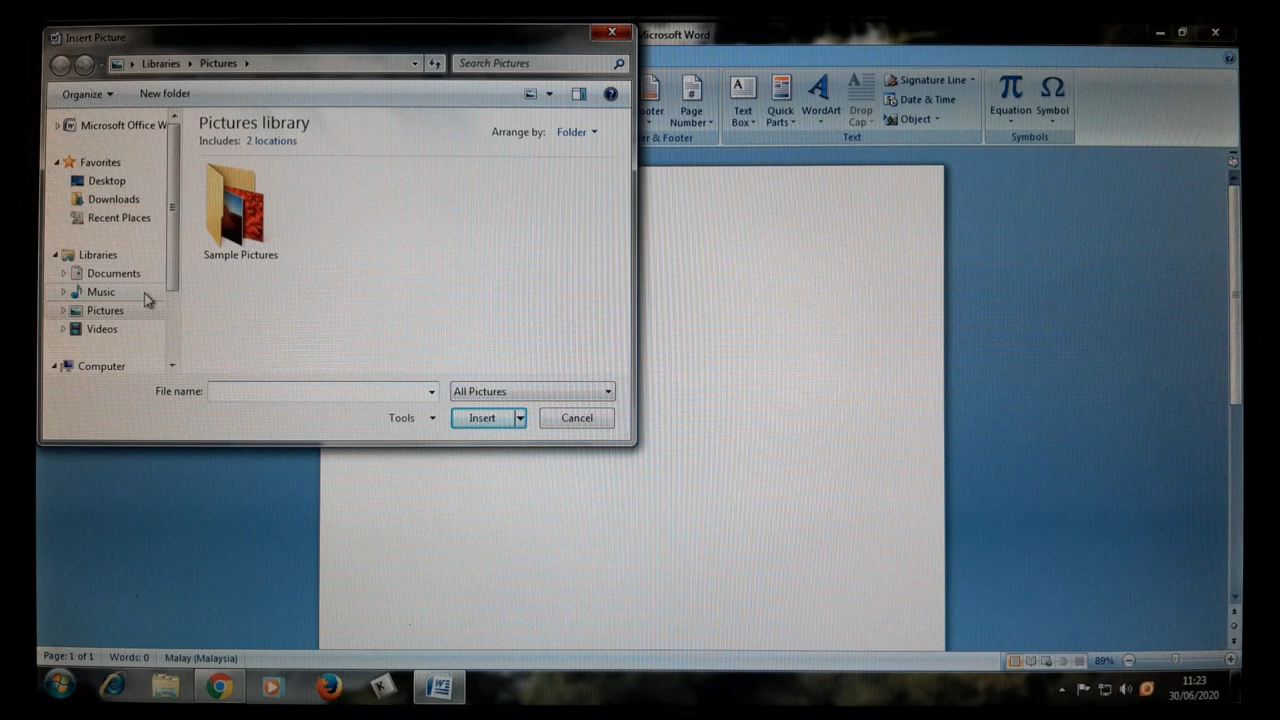 Insert Picture
Microsoft Word
Libraries Pictures
Search Pictures
Organize
New folder
Microsoft Office W
Favorites
Desktop
Downloads
Recent Places
Libraries
Documents
Music
Pictures
Videos
Computer
Pictures library
Includes: 2 locations
Arrange by: Folder
Sample Pictures
File name:
All Pictures
Tools
Insert
Cancel
Page
Number
#
A
Text
Box
Quick
Parts
A
WordArt
A
Drop
Cap
Signature Line
Date & Time
Object
π
Equation
Ω
Symbol
er & Footer
Text
Symbols
Page: 1 of 1
Words: 0
Malay (Malaysia)
89%
K
W
11:23
30/06/2020